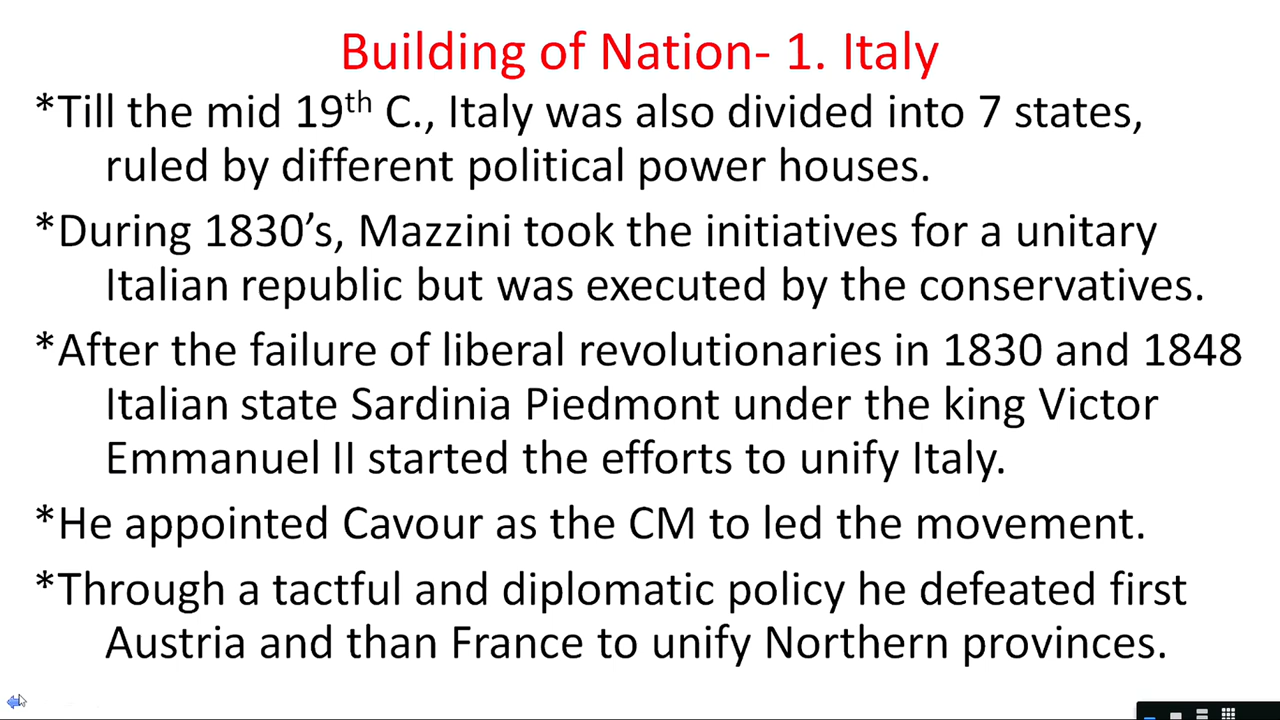 Building of Nation- 1. Italy
*Till the mid 19th C., Italy was also divided into 7 states,
ruled by different political power houses.
*During 1830’s, Mazzini took the initiatives for a unitary
Italian republic but was executed by the conservatives.
*After the failure of liberal revolutionaries in 1830 and 1848
Italian state Sardinia Piedmont under the king Victor
Emmanuel II started the efforts to unify Italy.
*He appointed Cavour as the CM to led the movement.
*Through a tactful and diplomatic policy he defeated first
Austria and than France to unify Northern provinces.